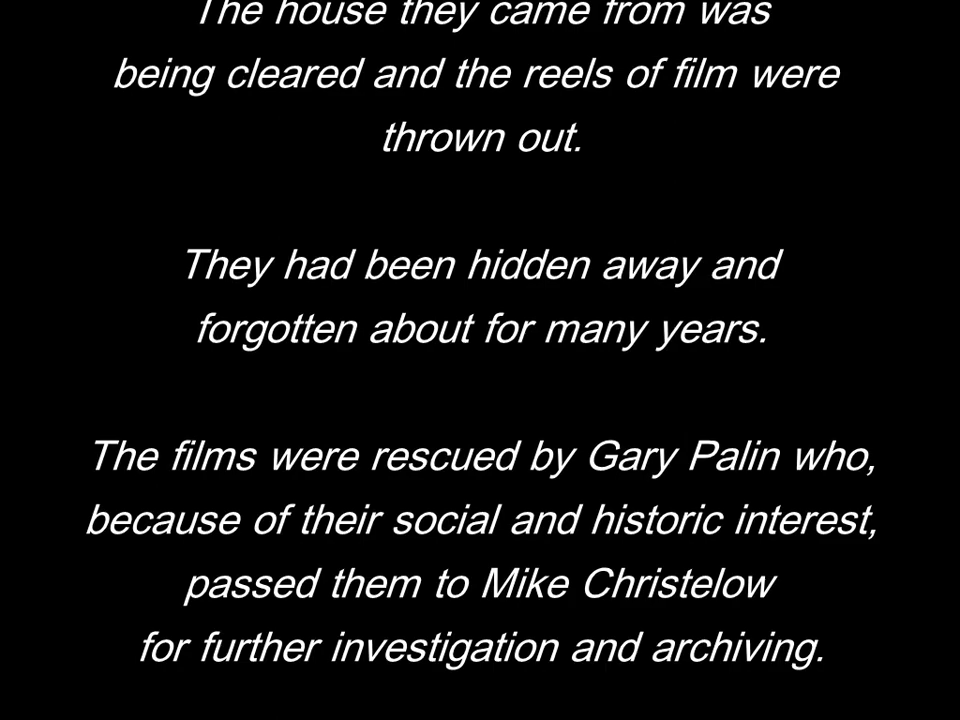 The house they came from was
being cleared and the reels of film were
thrown out.
They had been hidden away and
forgotten about for many years.
The films were rescued by Gary Palin who,
because of their social and historic interest,
passed them to Mike Christelow
for further investigation and archiving.